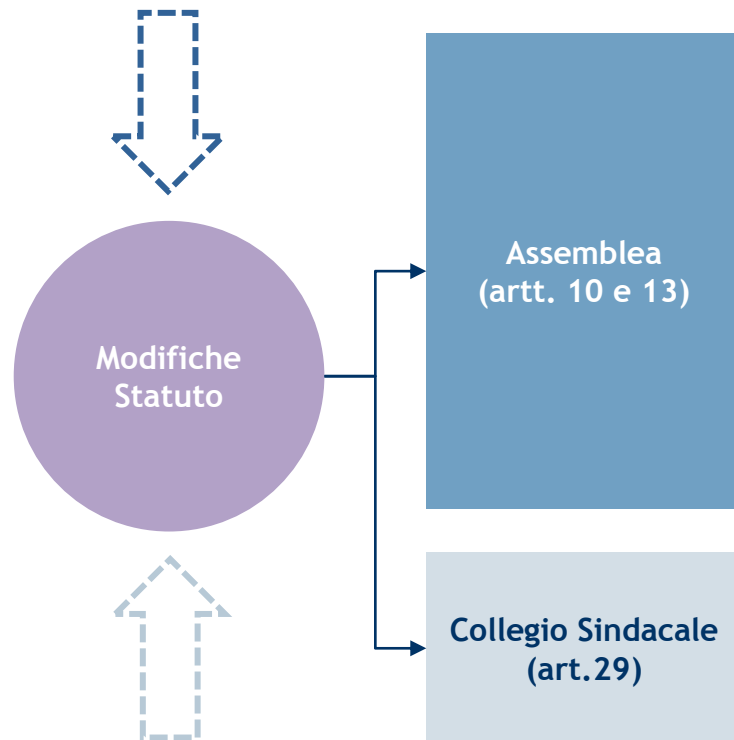 Assemblea
(artt. 10 e 13)
Modifiche
Statuto
Collegio Sindacale
(art.29)